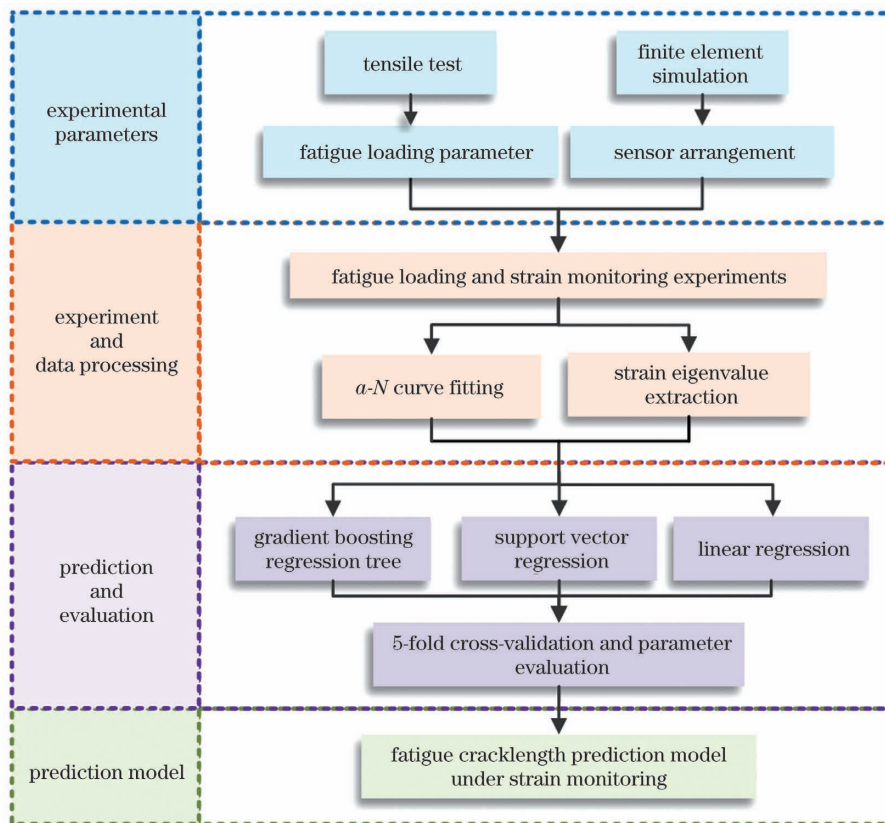 experimental
parameters
tensile test
finite element
simulation
fatigue loading parameter
sensor arrangement
experiment
and
data processing
fatigue loading and strain monitoring experiments
a-N curve fitting
strain eigenvalue
extraction
prediction
and
evaluation
gradient boosting
regression tree
support vector
regression
linear regression
5-fold cross-validation and parameter
evaluation
prediction model
fatigue cracklength prediction model
under strain monitoring